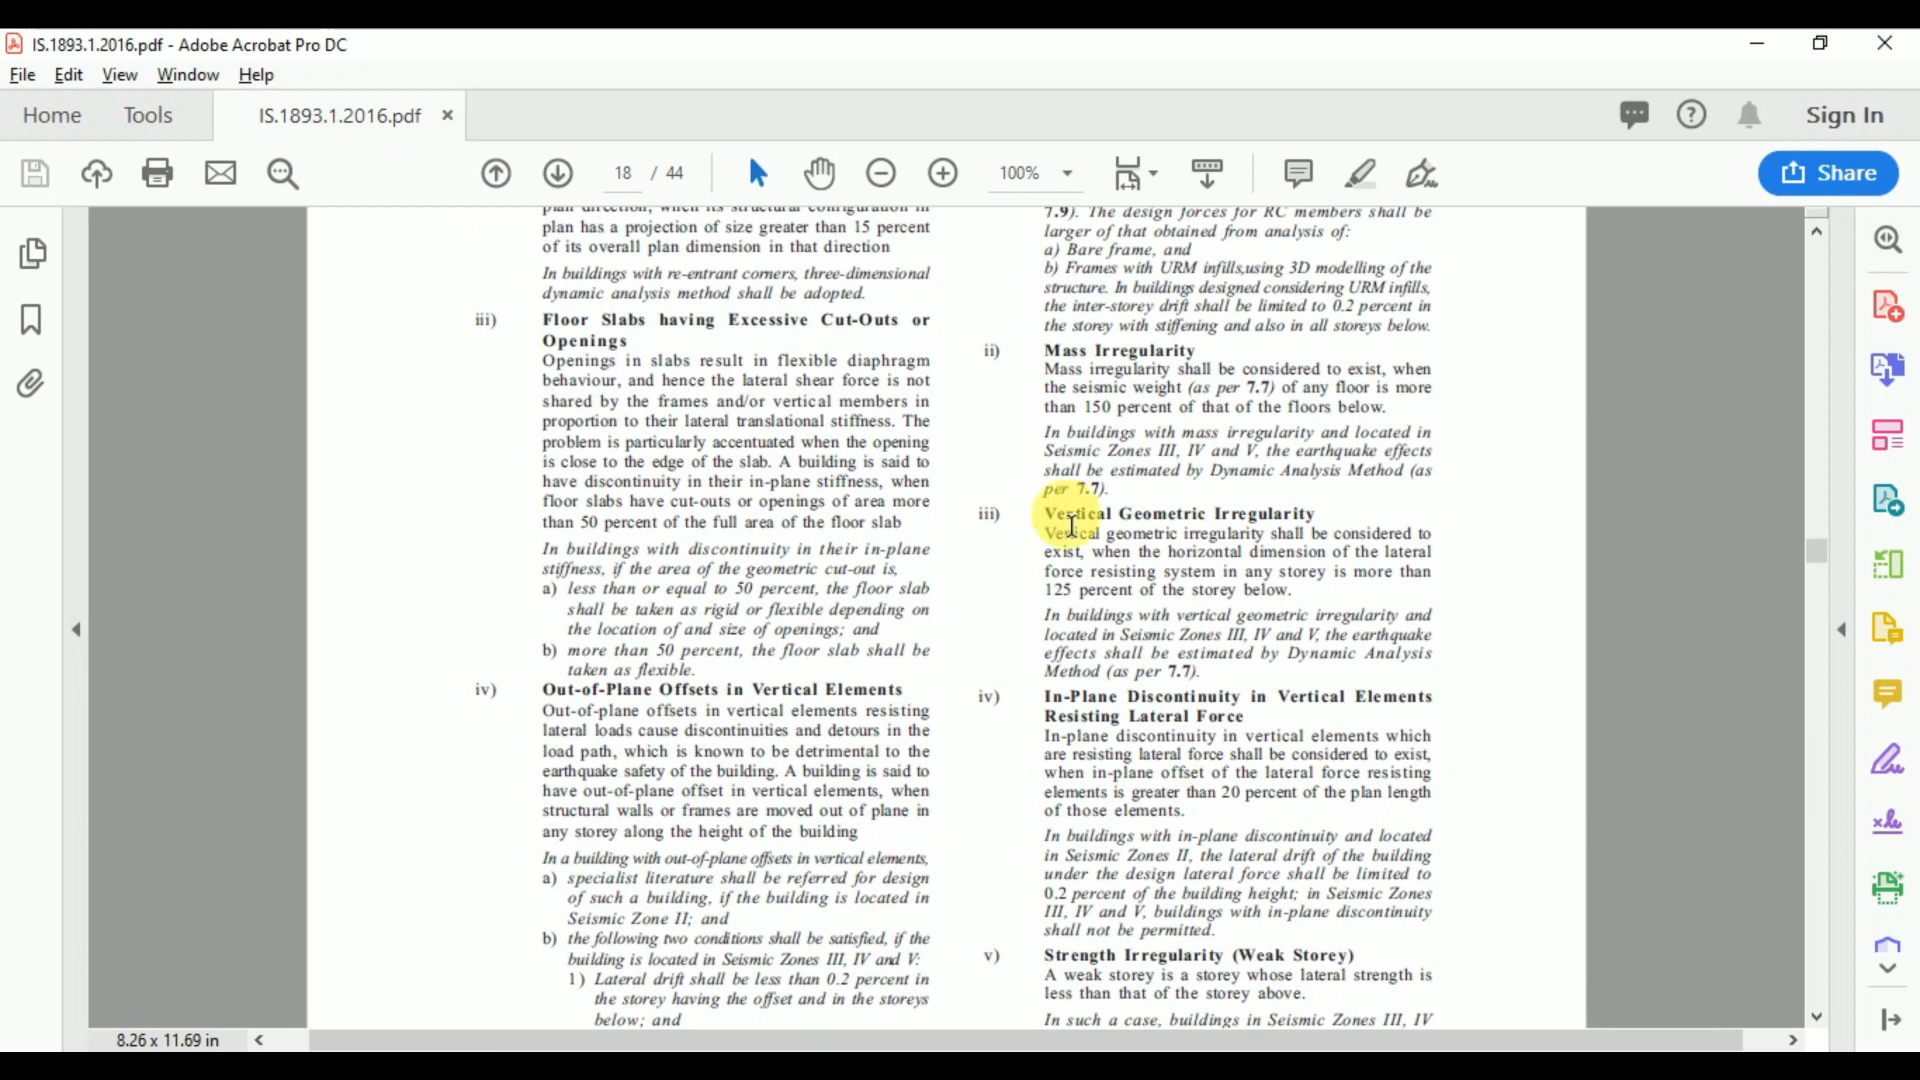 IS.1893.1.2016.pdf - Adobe Acrobat Pro DC
File Edit View Window Help
Home Tools IS.1893.1.2016.pdf × Sign In
18 / 44 100% Share
plan direction, when its structural configuration in
plan has a projection of size greater than 15 percent
of its overall plan dimension in that direction
In buildings with re-entrant corners, three-dimensional
dynamic analysis method shall be adopted.
iii) Floor Slabs having Excessive Cut-Outs or
Openings
Openings in slabs result in flexible diaphragm
behaviour, and hence the lateral shear force is not
shared by the frames and/or vertical members in
proportion to their lateral translational stiffness. The
problem is particularly accentuated when the opening
is close to the edge of the slab. A building is said to
have discontinuity in their in-plane stiffness, when
floor slabs have cut-outs or openings of area more
than 50 percent of the full area of the floor slab
In buildings with discontinuity in their in-plane
stiffness, if the area of the geometric cut-out is,
a) less than or equal to 50 percent, the floor slab
shall be taken as rigid or flexible depending on
the location of and size of openings; and
b) more than 50 percent, the floor slab shall be
taken as flexible.
iv) Out-of-Plane Offsets in Vertical Elements
Out-of-plane offsets in vertical elements resisting
lateral loads cause discontinuities and detours in the
load path, which is known to be detrimental to the
earthquake safety of the building. A building is said to
have out-of-plane offset in vertical elements, when
structural walls or frames are moved out of plane in
any storey along the height of the building
In a building with out-of-plane offsets in vertical elements,
a) specialist literature shall be referred for design
of such a building, if the building is located in
Seismic Zone II; and
b) the following two conditions shall be satisfied, if the
building is located in Seismic Zones III, IV and V:
1) Lateral drift shall be less than 0.2 percent in
the storey having the offset and in the storeys
below; and
7.9). The design forces for RC members shall be
larger of that obtained from analysis of:
a) Bare frame, and
b) Frames with URM infills,using 3D modelling of the
structure. In buildings designed considering URM infills,
the inter-storey drift shall be limited to 0.2 percent in
the storey with stiffening and also in all storeys below.
ii) Mass Irregularity
Mass irregularity shall be considered to exist, when
the seismic weight (as per 7.7) of any floor is more
than 150 percent of that of the floors below.
In buildings with mass irregularity and located in
Seismic Zones III, IV and V, the earthquake effects
shall be estimated by Dynamic Analysis Method (as
per 7.7).
iii) Vertical Geometric Irregularity
Vertical geometric irregularity shall be considered to
exist, when the horizontal dimension of the lateral
force resisting system in any storey is more than
125 percent of the storey below.
In buildings with vertical geometric irregularity and
located in Seismic Zones III, IV and V, the earthquake
effects shall be estimated by Dynamic Analysis
Method (as per 7.7).
iv) In-Plane Discontinuity in Vertical Elements
Resisting Lateral Force
In-plane discontinuity in vertical elements which
are resisting lateral force shall be considered to exist,
when in-plane offset of the lateral force resisting
elements is greater than 20 percent of the plan length
of those elements.
In buildings with in-plane discontinuity and located
in Seismic Zones II, the lateral drift of the building
under the design lateral force shall be limited to
0.2 percent of the building height; in Seismic Zones
III, IV and V, buildings with in-plane discontinuity
shall not be permitted.
v) Strength Irregularity (Weak Storey)
A weak storey is a storey whose lateral strength is
less than that of the storey above.
In such a case, buildings in Seismic Zones III, IV
8.26 x 11.69 in